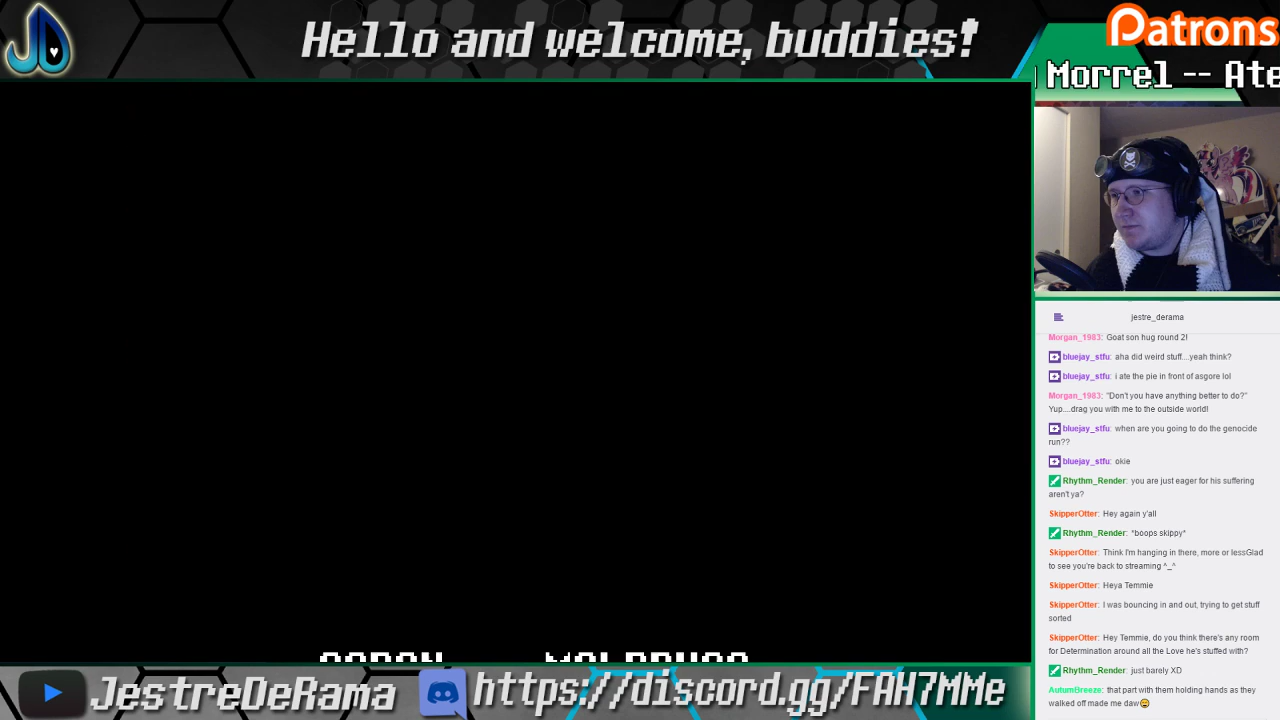 Hello and welcome, buddies!
Patrons
Morrel -- Ate
jestre_derama
Morgan_1983: Goat son hug round 2!
bluejay_stfu: aha did weird stuff....yeah think?
bluejay_stfu: i ate the pie in front of asgore lol
Morgan_1983: "Don't you have anything better to do?"
Yup....drag you with me to the outside world!
bluejay_stfu: when are you going to do the genocide
run??
bluejay_stfu: okie
Rhythm_Render: you are just eager for his suffering
aren't ya?
SkipperOtter: Hey again y'all
Rhythm_Render: *boops skippy*
SkipperOtter: Think I'm hanging in there, more or lessGlad
to see you're back to streaming ^_^
SkipperOtter: Heya Temmie
SkipperOtter: I was bouncing in and out, trying to get stuff
sorted
SkipperOtter: Hey Temmie, do you think there's any room
for Determination around all the Love he's stuffed with?
Rhythm_Render: just barely XD
AutumBreeze: that part with them holding hands as they
walked off made me daw😄
JestreDeRama
https://discord.gg/FAH7MMe